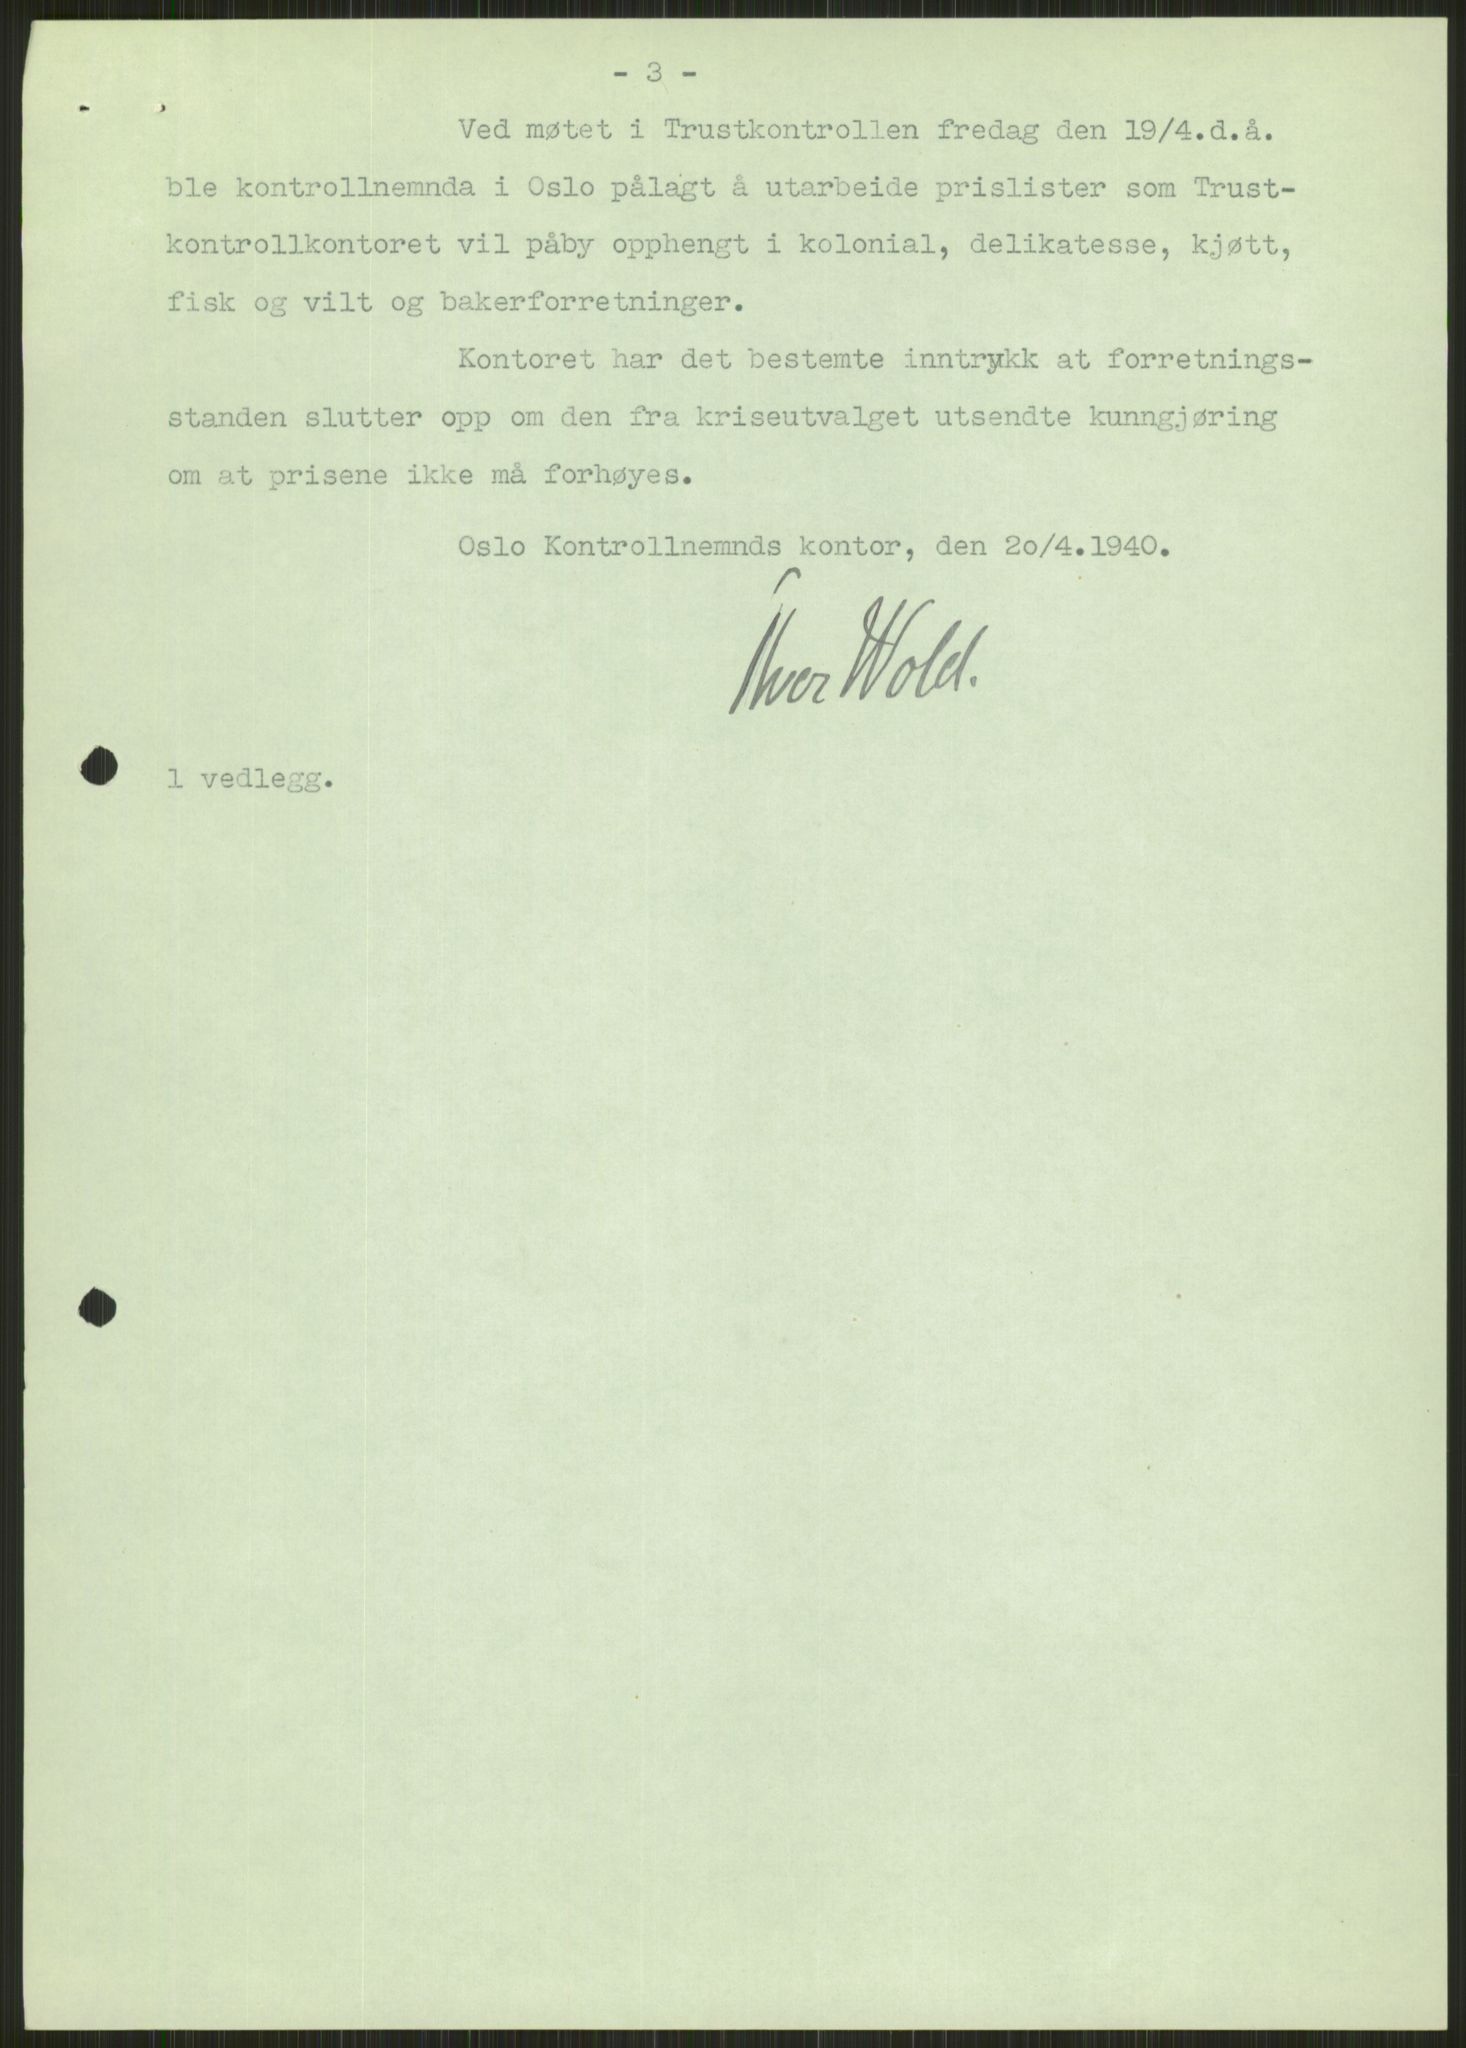 - 3 -
Ved møtet i Trustkontrollen fredag den 19/4.d.å.
ble kontrollnemnda i Oslo pålagt å utarbeide prislister som Trust-
kontrollkontoret vil påby opphengt i kolonial, delikatesse, kjøtt,
fisk og vilt og bakerforretninger.
Kontoret har det bestemte inntrykk at forretnings-
standen slutter opp om den fra kriseutvalget utsendte kunngjøring
om at prisene ikke må forhøyes.
Oslo Kontrollnemnds kontor, den 2o/4.1940.
Iver Wold.
1 vedlegg.